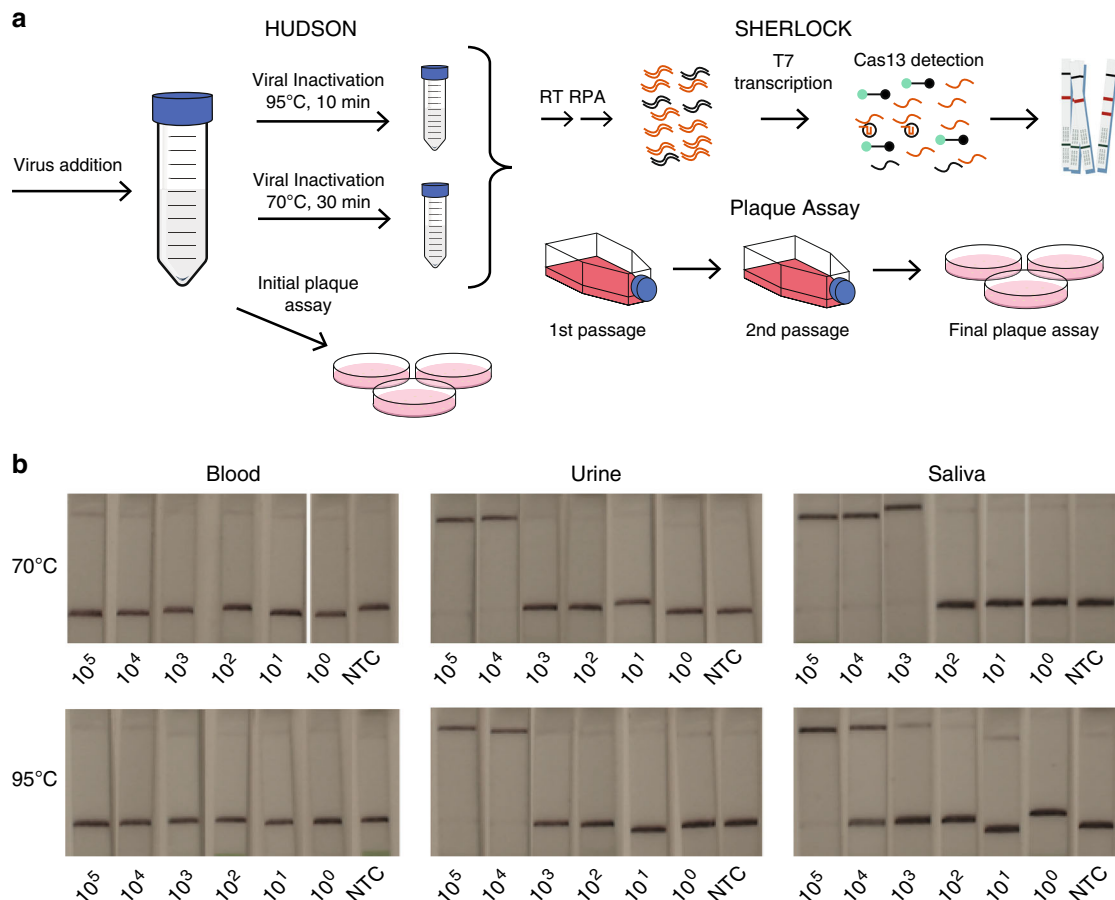 a
HUDSON
SHERLOCK
Virus addition
Viral Inactivation
95°C, 10 min
Viral Inactivation
70°C, 30 min
Initial plaque
assay
RT RPA
T7
transcription
Cas13 detection
Plaque Assay
1st passage
2nd passage
Final plaque assay
b
Blood
Urine
Saliva
70°C
10⁵ 10⁴ 10³ 10² 10¹ 10⁰ NTC
10⁵ 10⁴ 10³ 10² 10¹ 10⁰ NTC
10⁵ 10⁴ 10³ 10² 10¹ 10⁰ NTC
95°C
10⁵ 10⁴ 10³ 10² 10¹ 10⁰ NTC
10⁵ 10⁴ 10³ 10² 10¹ 10⁰ NTC
10⁵ 10⁴ 10³ 10² 10¹ 10⁰ NTC